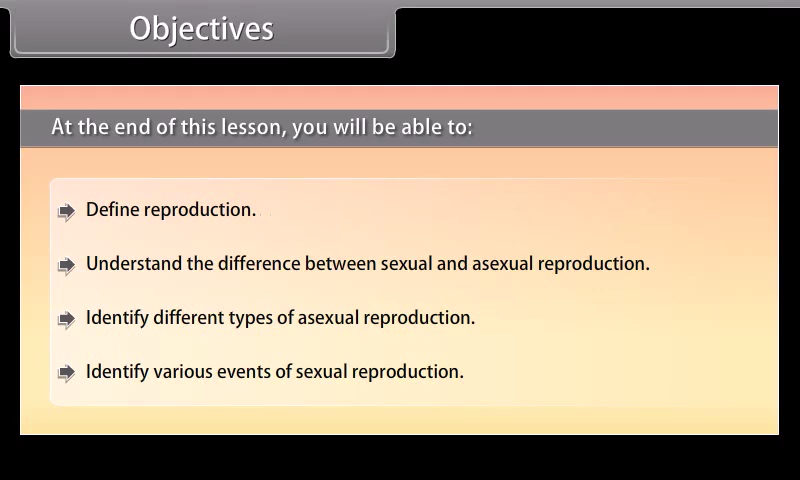 Objectives
At the end of this lesson, you will be able to:
Define reproduction.
Understand the difference between sexual and asexual reproduction.
Identify different types of asexual reproduction.
Identify various events of sexual reproduction.